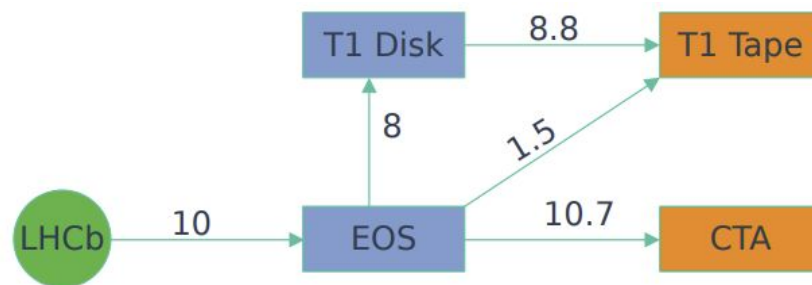 T1 Disk
8.8
T1 Tape
8
1.5
LHCb
10
EOS
10.7
CTA